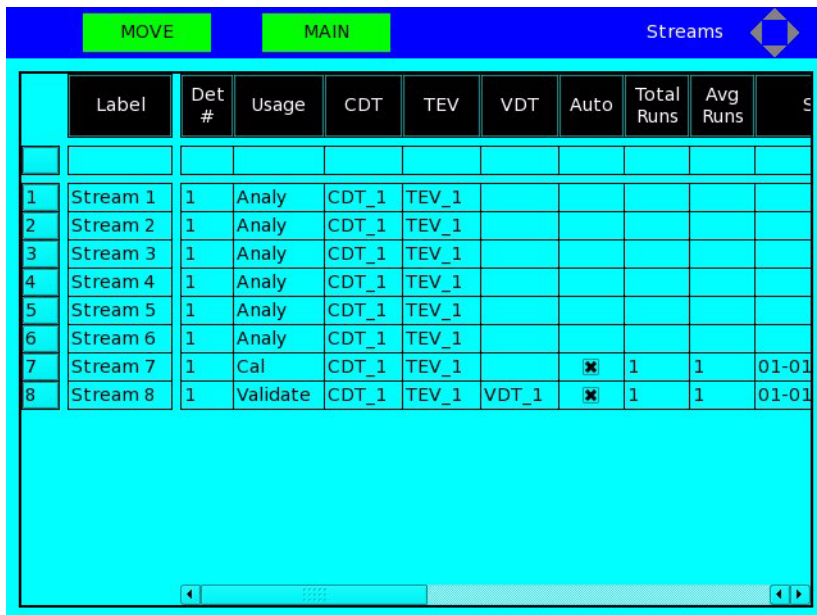 MOVE MAIN Streams
Label Det # Usage CDT TEV VDT Auto Total Runs Avg Runs
1 Stream 1 1 Analy CDT_1 TEV_1
2 Stream 2 1 Analy CDT_1 TEV_1
3 Stream 3 1 Analy CDT_1 TEV_1
4 Stream 4 1 Analy CDT_1 TEV_1
5 Stream 5 1 Analy CDT_1 TEV_1
6 Stream 6 1 Analy CDT_1 TEV_1
7 Stream 7 1 Cal CDT_1 TEV_1 1 1 01-01
8 Stream 8 1 Validate CDT_1 TEV_1 VDT_1 1 1 01-01